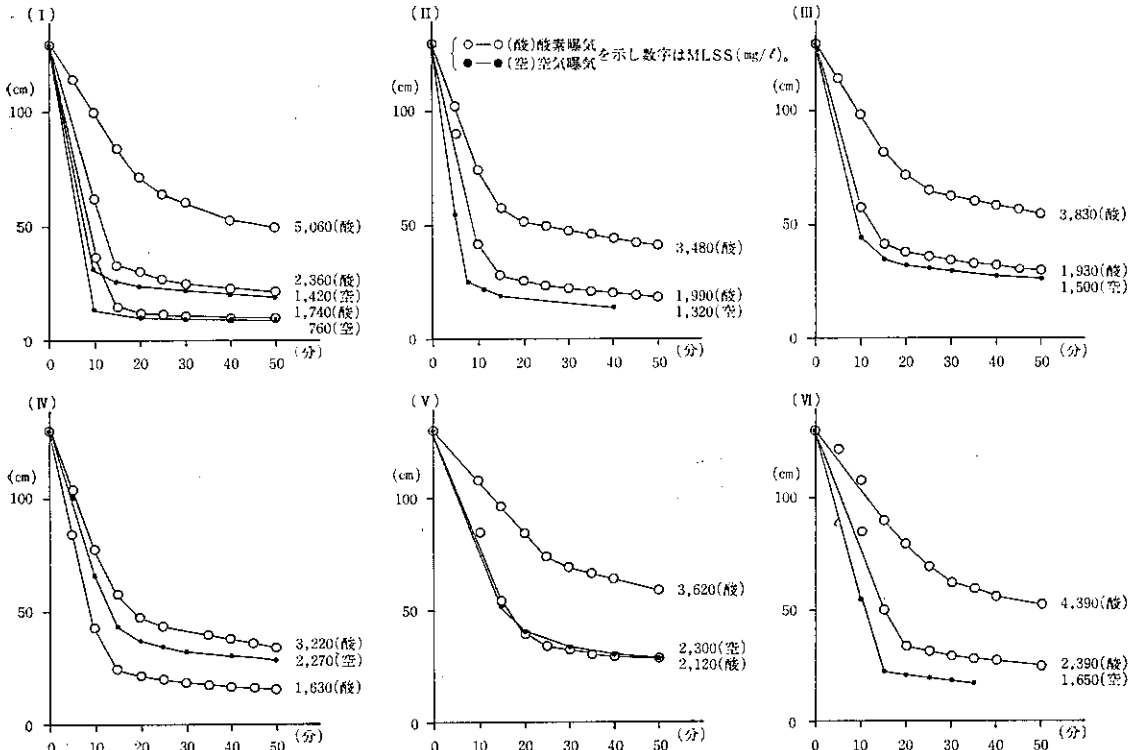 (Ⅰ)
(cm)
100
50
0
0 10 20 30 40 50
(分)
5,060(酸)
2,360(酸)
1,420(空)
1,740(酸)
760(空)
(Ⅱ)
○—○(酸)酸素曝気
●—●(空)空気曝気
を示し数字はMLSS(mg/ℓ)。
(cm)
100
50
0
0 10 20 30 40 50
(分)
3,480(酸)
1,990(酸)
1,320(空)
(Ⅲ)
(cm)
100
50
0
0 10 20 30 40 50
(分)
3,830(酸)
1,930(酸)
1,500(空)
(Ⅳ)
(cm)
100
50
0
0 10 20 30 40 50
(分)
3,220(酸)
2,270(空)
1,630(酸)
(Ⅴ)
(cm)
100
50
0
0 10 20 30 40 50
(分)
3,620(酸)
2,300(空)
2,120(酸)
(Ⅵ)
(cm)
100
50
0
0 10 20 30 40 50
(分)
4,390(酸)
2,390(酸)
1,650(空)